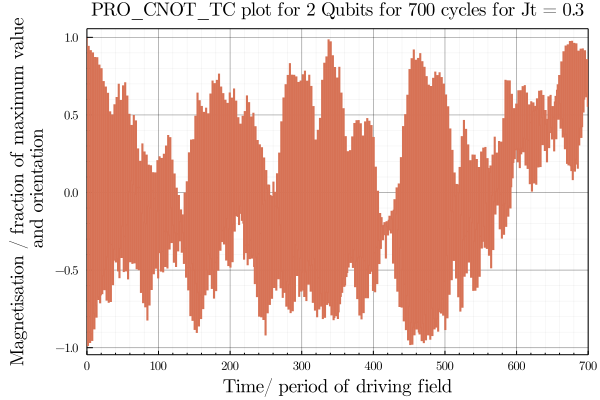 PRO_CNOT_TC plot for 2 Qubits for 700 cycles for Jt = 0.3
Magnetisation / fraction of maximum value
and orientation
1.0
0.5
0.0
−0.5
−1.0
0 100 200 300 400 500 600 700
Time/ period of driving field